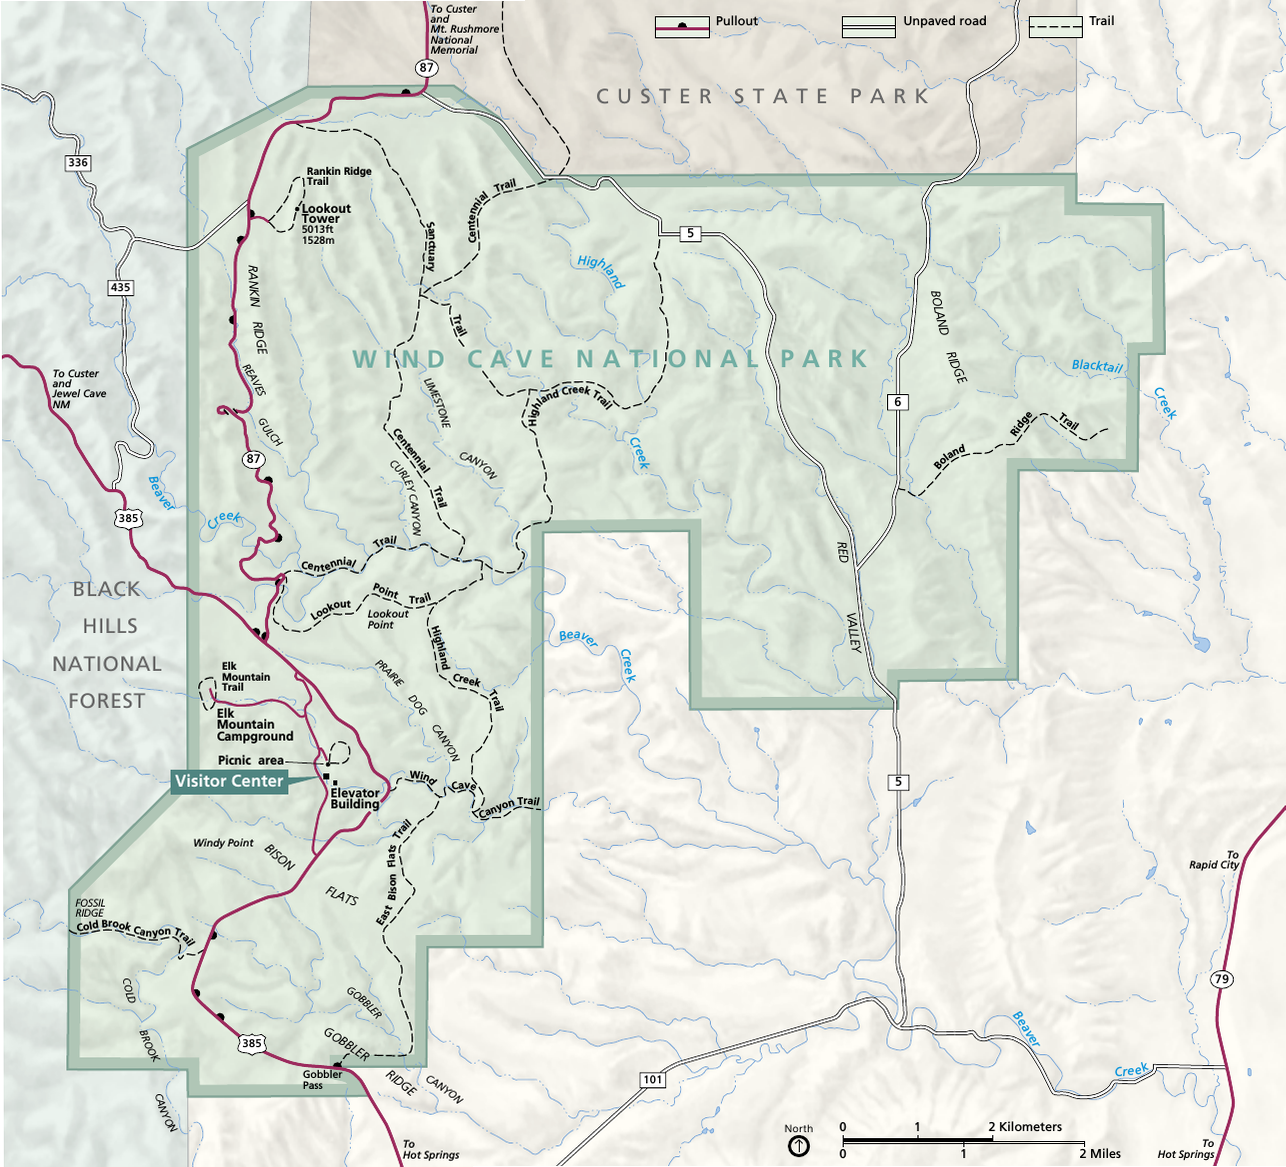 To Custer
and
Mt. Rushmore
National
Memorial
Pullout
Unpaved road
Trail
87
CUSTER STATE PARK
336
Rankin Ridge
Trail
Lookout
Tower
5013ft
1528m
Centennial Trail
Sanctuary
Trail
5
435
Highland
Creek
RANKIN RIDGE
BOLAND RIDGE
WIND CAVE NATIONAL PARK
To Custer
and
Jewel Cave
NM
REAVES
GULCH
LIMESTONE
CANYON
Highland Creek Trail
6
Blacktail
Creek
Boland Ridge Trail
87
Centennial Trail
CURLEY CANYON
Beaver
Creek
385
RED
VALLEY
Centennial Trail
BLACK
HILLS
NATIONAL
FOREST
Lookout Point Trail
Lookout
Point
Highland Creek Trail
Beaver
Creek
Elk
Mountain
Trail
PRAIRIE DOG CANYON
Elk
Mountain
Campground
Picnic area
Visitor Center
Elevator
Building
Wind Cave
Canyon Trail
5
Windy Point
BISON
FLATS
East Bison Flats Trail
To
Rapid City
FOSSIL
RIDGE
Cold Brook Canyon Trail
COLD
BROOK
CANYON
79
GOBBLER
GOBBLER
RIDGE
CANYON
385
Gobbler
Pass
Beaver
Creek
101
North
0 1 2 Kilometers
0 1 2 Miles
To
Hot Springs
To
Hot Springs